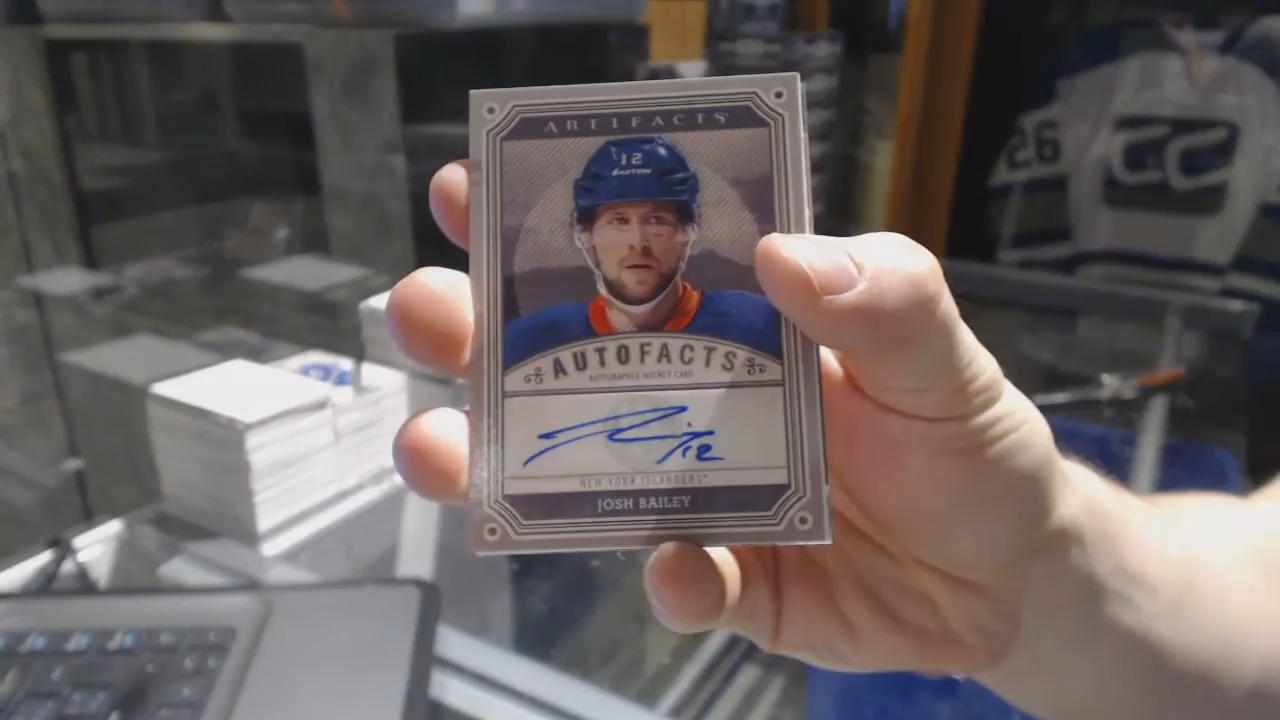 ARTIFACTS
12
EASTON
AUTOFACTS
AUTOGRAPHED HOCKEY CARD
12
NEW YORK ISLANDERS
JOSH BAILEY
26